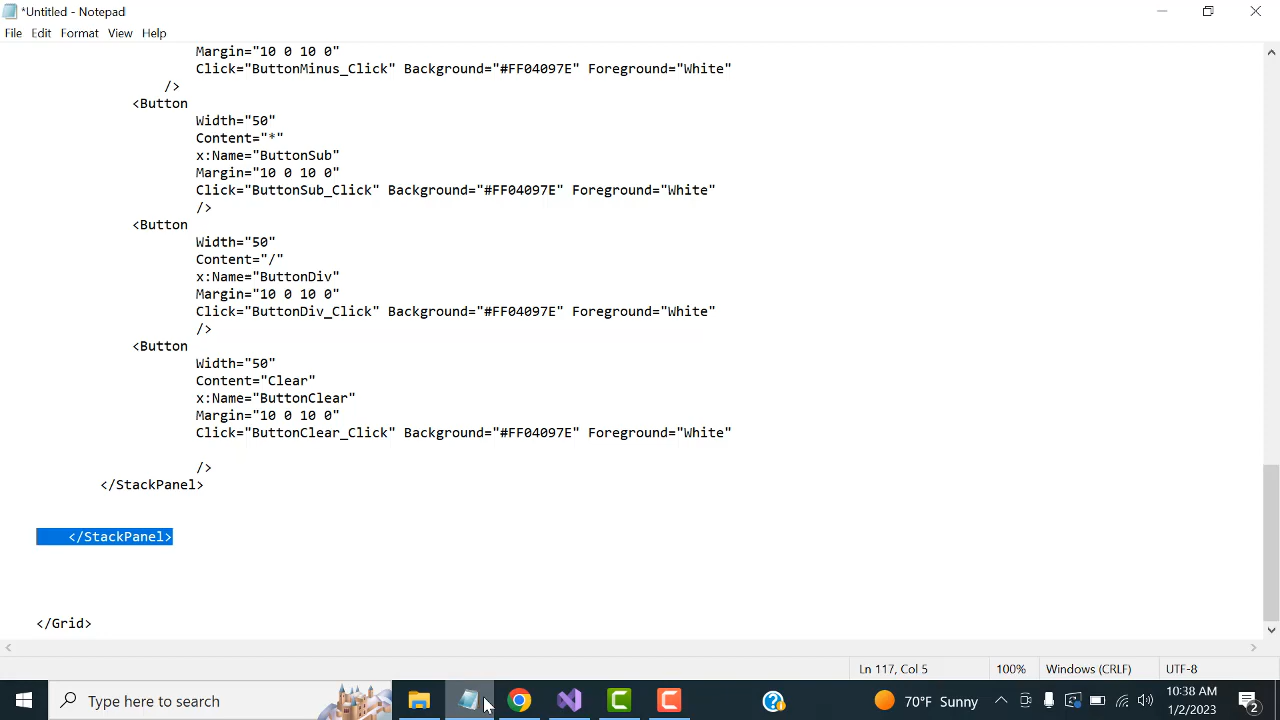 *Untitled - Notepad
File Edit Format View Help
Margin="10 0 10 0"
Click="ButtonMinus_Click" Background="#FF04097E" Foreground="White"
/>
<Button
Width="50"
Content="*"
x:Name="ButtonSub"
Margin="10 0 10 0"
Click="ButtonSub_Click" Background="#FF04097E" Foreground="White"
/>
<Button
Width="50"
Content="/"
x:Name="ButtonDiv"
Margin="10 0 10 0"
Click="ButtonDiv_Click" Background="#FF04097E" Foreground="White"
/>
<Button
Width="50"
Content="Clear"
x:Name="ButtonClear"
Margin="10 0 10 0"
Click="ButtonClear_Click" Background="#FF04097E" Foreground="White"
/>
</StackPanel>
</StackPanel>
</Grid>
Ln 117, Col 5 100% Windows (CRLF) UTF-8
Type here to search
70°F Sunny
10:38 AM
1/2/2023
2